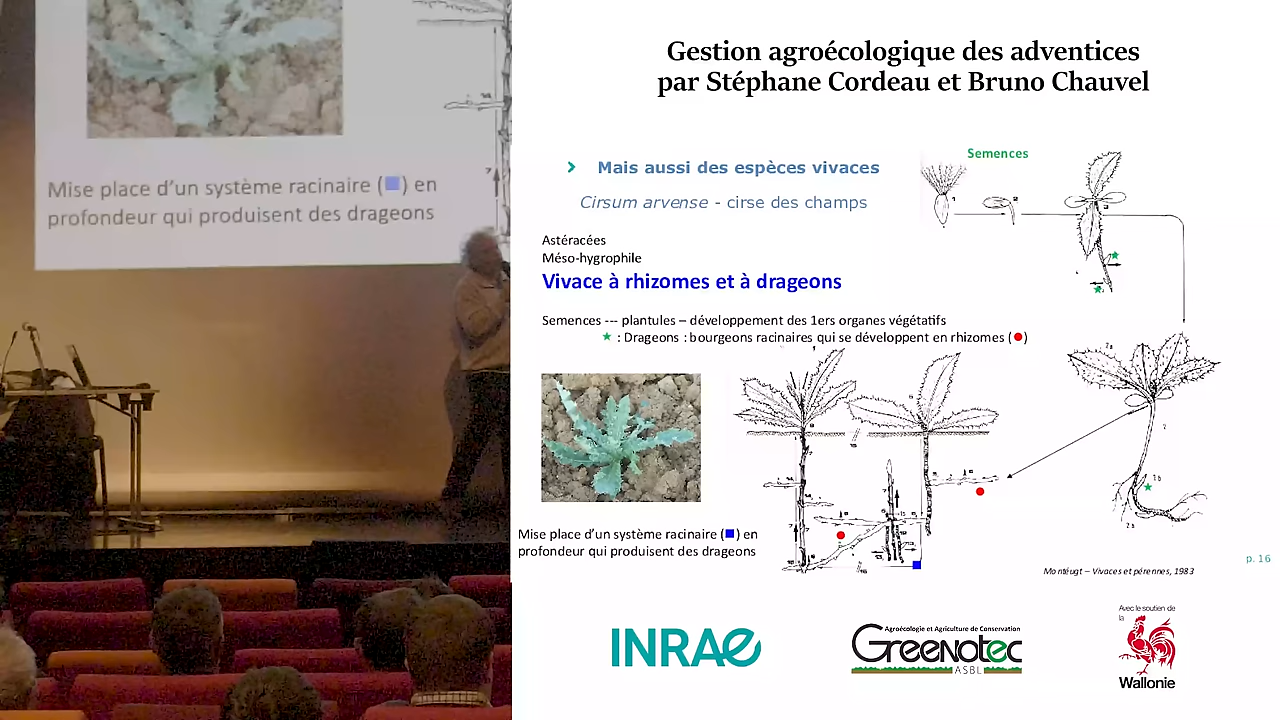 Mise place d'un système racinaire (■) en
profondeur qui produisent des drageons
Gestion agroécologique des adventices
par Stéphane Cordeau et Bruno Chauvel
Mais aussi des espèces vivaces
Cirsum arvense - cirse des champs
Semences
Astéracées
Méso-hygrophile
Vivace à rhizomes et à drageons
Semences --- plantules – développement des 1ers organes végétatifs
★ : Drageons : bourgeons racinaires qui se développent en rhizomes (●)
Mise place d'un système racinaire (■) en
profondeur qui produisent des drageons
Montégut – Vivaces et pérennes, 1983
p. 16
INRAE
Agroécologie et Agriculture de Conservation
Greenotec
ASBL
Avec le soutien de
la
Wallonie